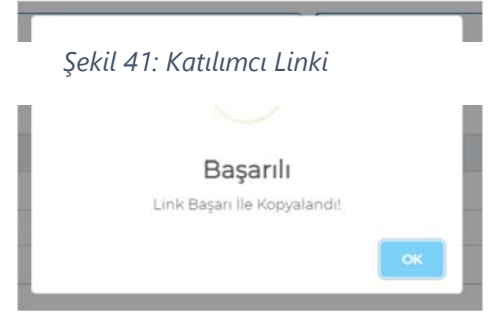 Şekil 41: Katılımcı Linki
Başarılı
Link Başarı İle Kopyalandı!
OK